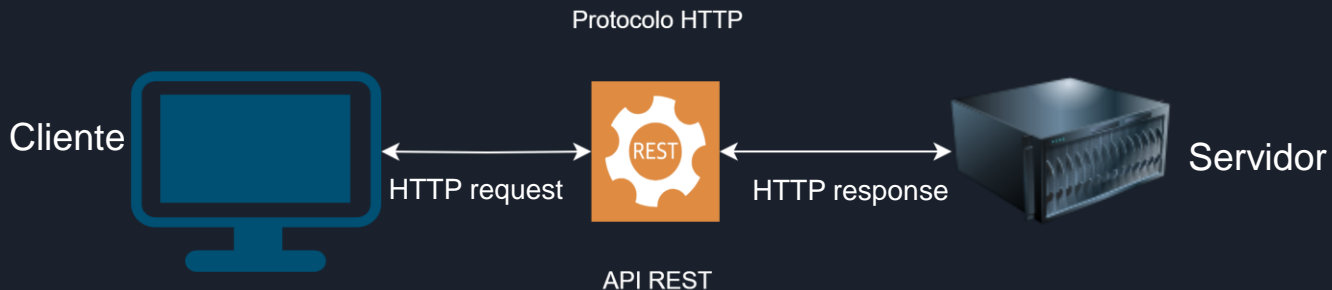 Protocolo HTTP
Cliente
REST
Servidor
HTTP request
HTTP response
API REST